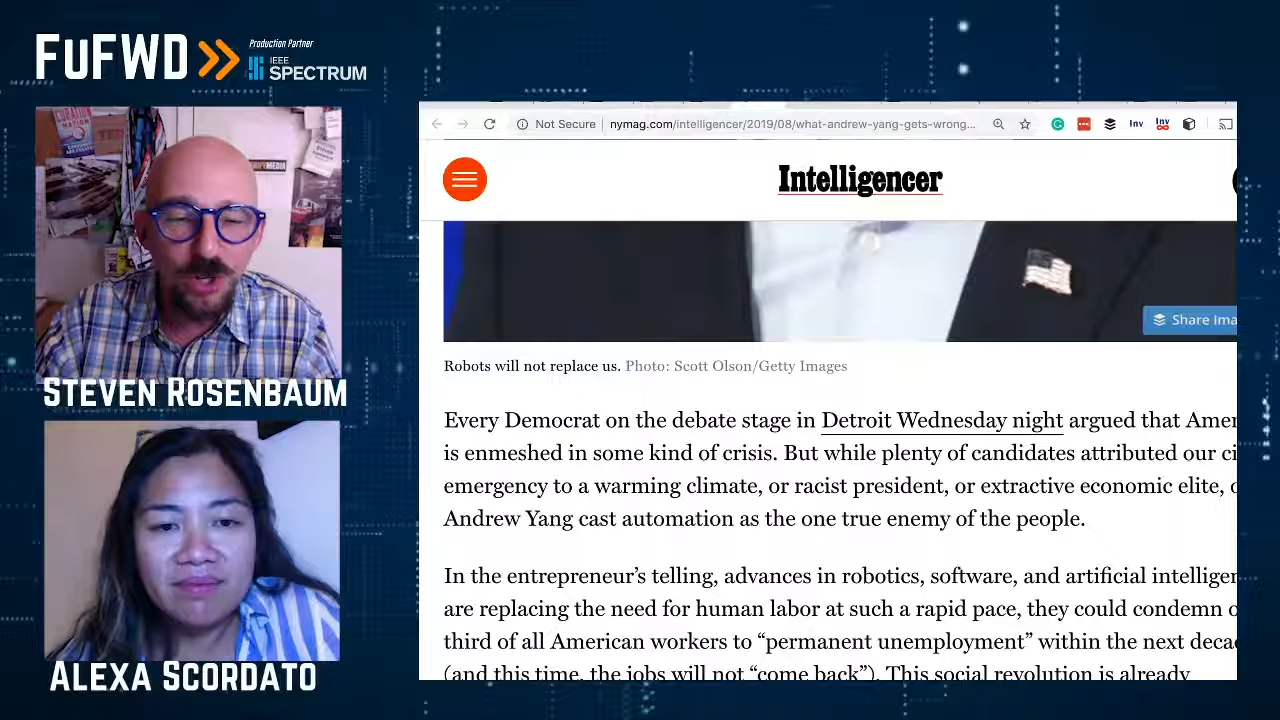 FuFWD
Production Partner
IEEE
SPECTRUM
CURATION
NATION
STEVEN ROSENBAUM
ALEXA SCORDATO
Not Secure
nymag.com/intelligencer/2019/08/what-andrew-yang-gets-wrong...
Inv
Inv
Intelligencer
Share Ima
Robots will not replace us. Photo: Scott Olson/Getty Images
Every Democrat on the debate stage in Detroit Wednesday night argued that Amer
is enmeshed in some kind of crisis. But while plenty of candidates attributed our ci
emergency to a warming climate, or racist president, or extractive economic elite, o
Andrew Yang cast automation as the one true enemy of the people.
In the entrepreneur’s telling, advances in robotics, software, and artificial intelligen
are replacing the need for human labor at such a rapid pace, they could condemn o
third of all American workers to “permanent unemployment” within the next deca
(and this time, the jobs will not “come back”). This social revolution is already